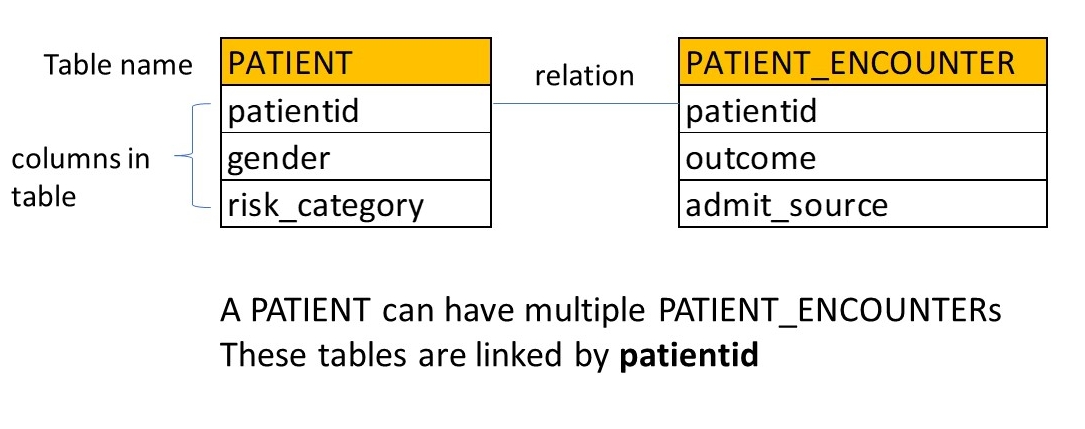 Table name
PATIENT
relation
PATIENT_ENCOUNTER
patientid
patientid
columns in
table
gender
outcome
risk_category
admit_source
A PATIENT can have multiple PATIENT_ENCOUNTERs
These tables are linked by patientid